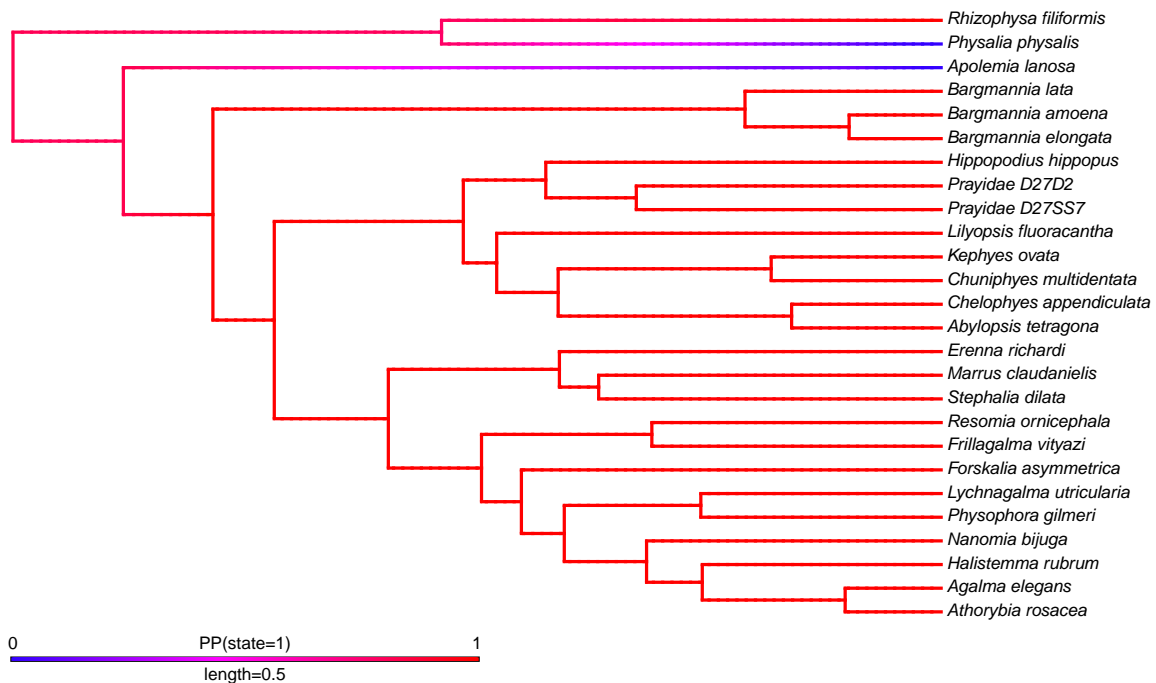 Rhizophysa filiformis
Physalia physalis
Apolemia lanosa
Bargmannia lata
Bargmannia amoena
Bargmannia elongata
Hippopodius hippopus
Prayidae D27D2
Prayidae D27SS7
Lilyopsis fluoracantha
Kephyes ovata
Chuniphyes multidentata
Chelophyes appendiculata
Abylopsis tetragona
Erenna richardi
Marrus claudanielis
Stephalia dilata
Resomia ornicephala
Frillagalma vityazi
Forskalia asymmetrica
Lychnagalma utricularia
Physophora gilmeri
Nanomia bijuga
Halistemma rubrum
Agalma elegans
Athorybia rosacea
0 PP(state=1) 1
length=0.5